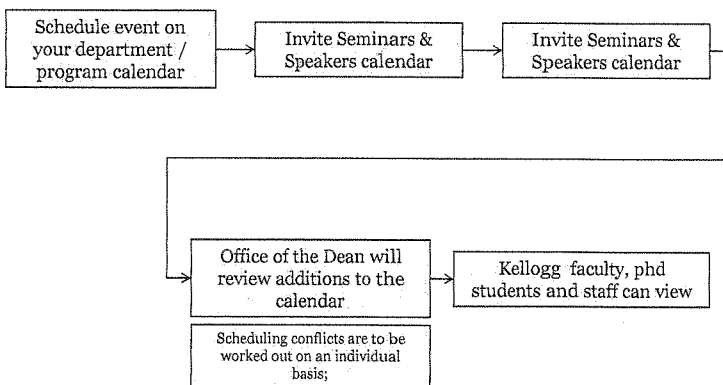 Schedule event on
your department /
program calendar
Invite Seminars &
Speakers calendar
Invite Seminars &
Speakers calendar
Office of the Dean will
review additions to the
calendar
Kellogg faculty, phd
students and staff can view
Scheduling conflicts are to be
worked out on an individual
basis;